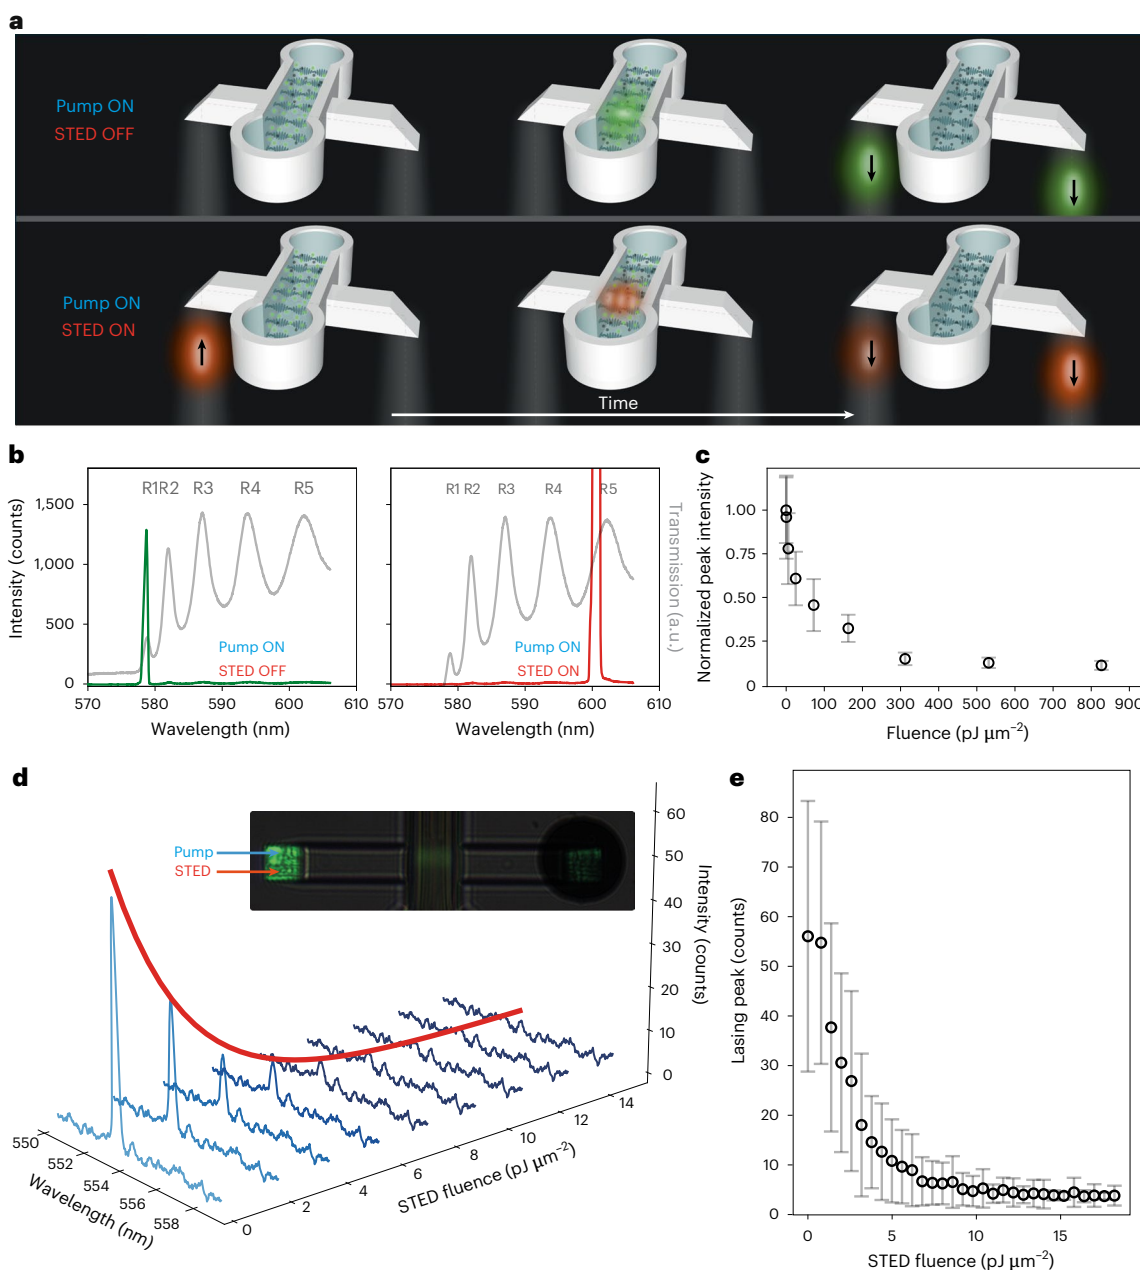 a
Pump ON
STED OFF
Pump ON
STED ON
Time
b
Intensity (counts)
1,500
1,000
500
0
R1 R2 R3 R4 R5
Pump ON
STED OFF
570 580 590 600 610
Wavelength (nm)
R1 R2 R3 R4 R5
Pump ON
STED ON
570 580 590 600 610
Wavelength (nm)
Transmission (a.u.)
c
Normalized peak intensity
1.00
0.75
0.50
0.25
0
0 100 200 300 400 500 600 700 800 900
Fluence (pJ μm⁻²)
d
Pump
STED
60
50
40
30
20
10
0
Intensity (counts)
550
552
554
556
558
Wavelength (nm)
0 2 4 6 8 10 12 14
STED fluence (pJ μm⁻²)
e
Lasing peak (counts)
80
70
60
50
40
30
20
10
0
0 5 10 15
STED fluence (pJ μm⁻²)